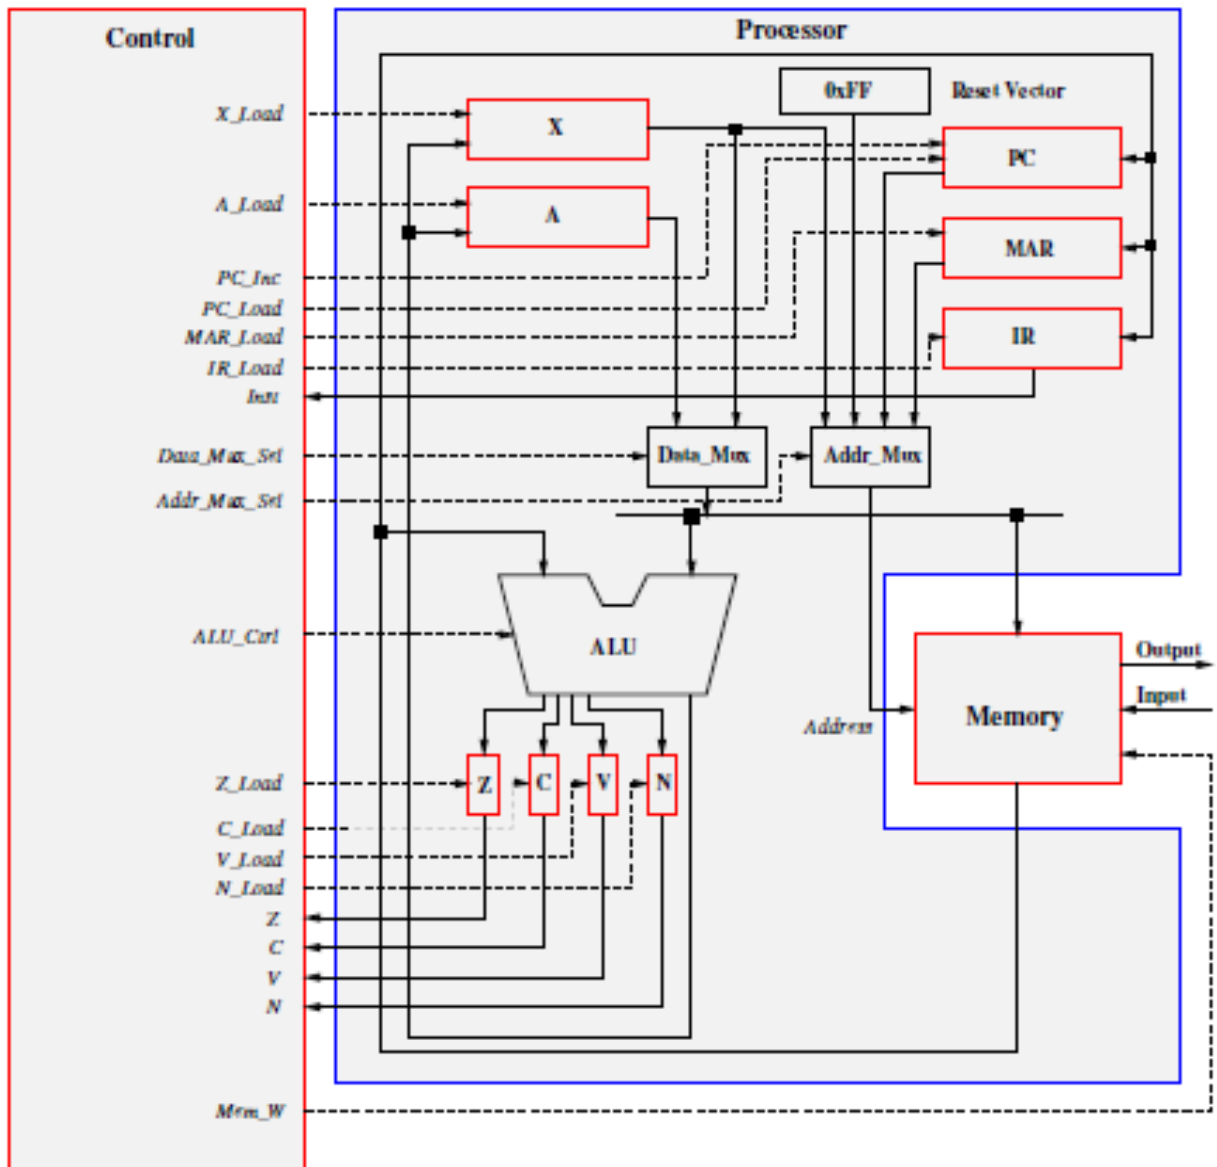 Control
Processor
X_Load
X
0xFF
Reset Vector
PC
A_Load
A
MAR
PC_Inc
PC_Load
MAR_Load
IR
IR_Load
Inst
Data_Mux_Sel
Data_Mux
Addr_Mux
Addr_Mux_Sel
ALU_Ctrl
ALU
Output
Input
Memory
Address
Z_Load
Z
C
V
N
C_Load
V_Load
N_Load
Z
C
V
N
Mem_W